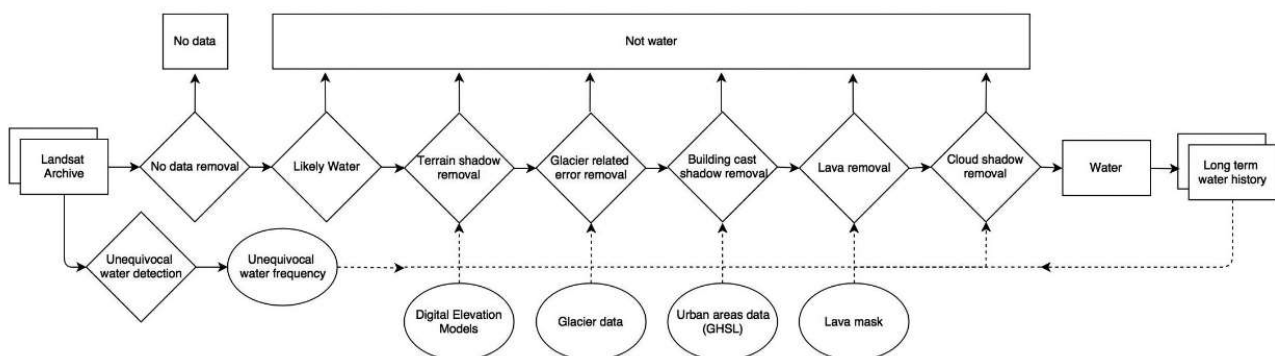 No data
Not water
Landsat
Archive
No data removal
Likely Water
Terrain shadow
removal
Glacier related
error removal
Building cast
shadow removal
Lava removal
Cloud shadow
removal
Water
Long term
water history
Unequivocal
water detection
Unequivocal
water frequency
Digital Elevation
Models
Glacier data
Urban areas data
(GHSL)
Lava mask